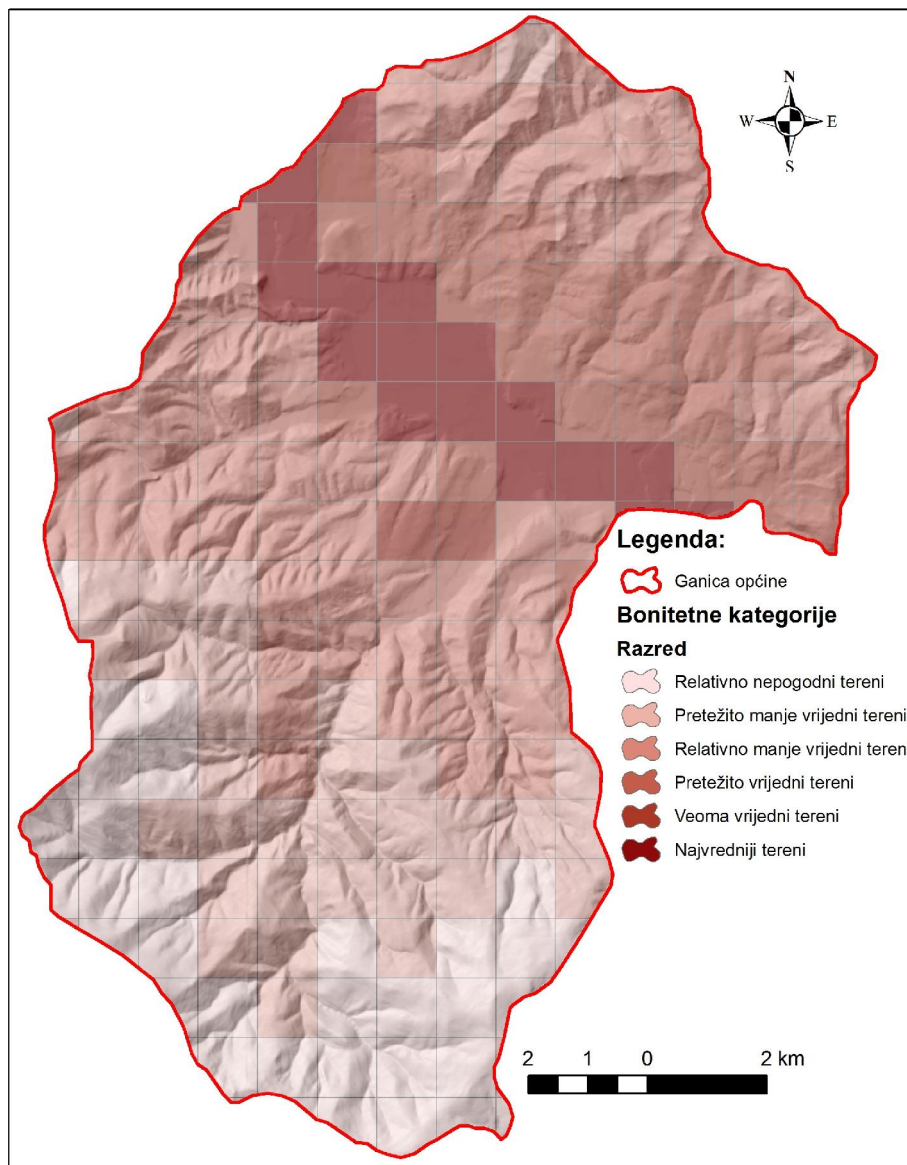 N
W E
S
Legenda:
Ganica općine
Bonitetne kategorije
Razred
Relativno nepogodni tereni
Pretežito manje vrijedni tereni
Relativno manje vrijedni tereni
Pretežito vrijedni tereni
Veoma vrijedni tereni
Najvredniji tereni
2 1 0 2 km